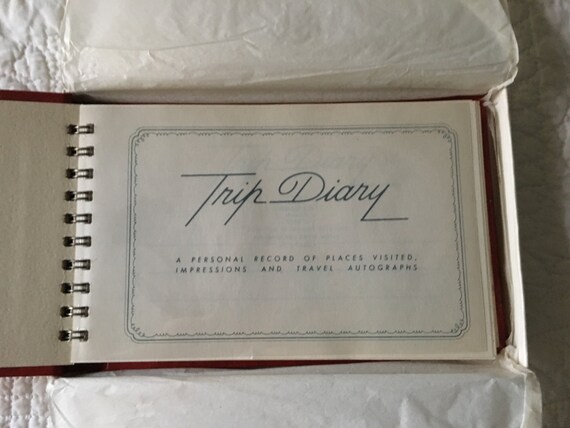 Trip Diary
A PERSONAL RECORD OF PLACES VISITED,
IMPRESSIONS AND TRAVEL AUTOGRAPHS